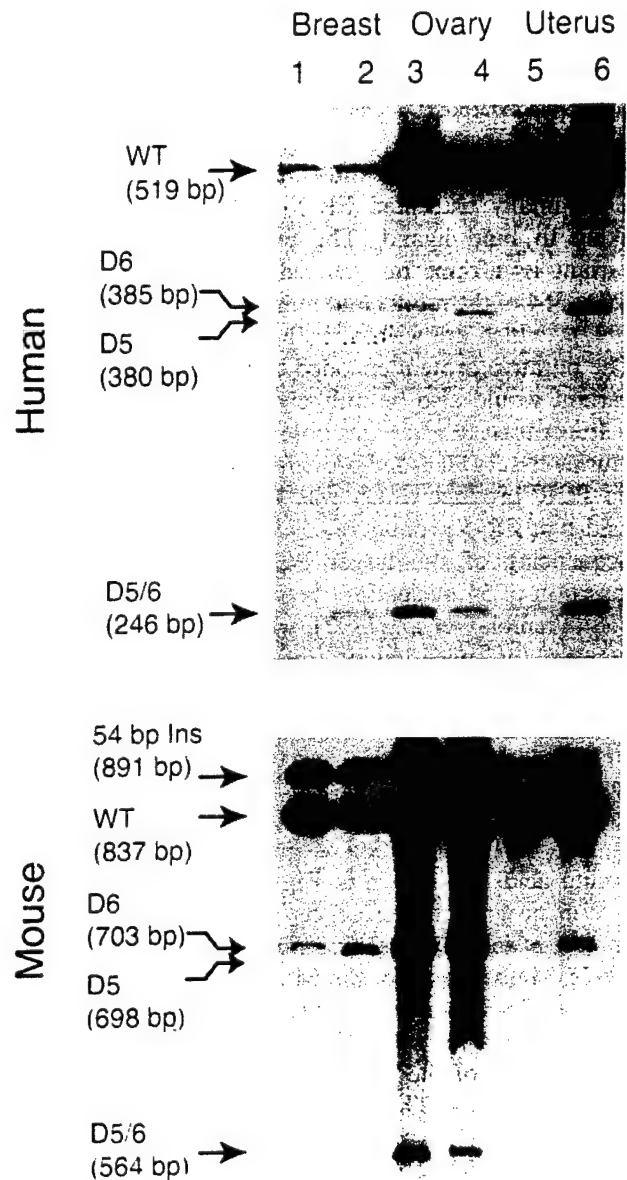 Breast Ovary Uterus
1 2 3 4 5 6
Human
WT
(519 bp)
D6
(385 bp)
D5
(380 bp)
D5/6
(246 bp)
Mouse
54 bp Ins
(891 bp)
WT
(837 bp)
D6
(703 bp)
D5
(698 bp)
D5/6
(564 bp)